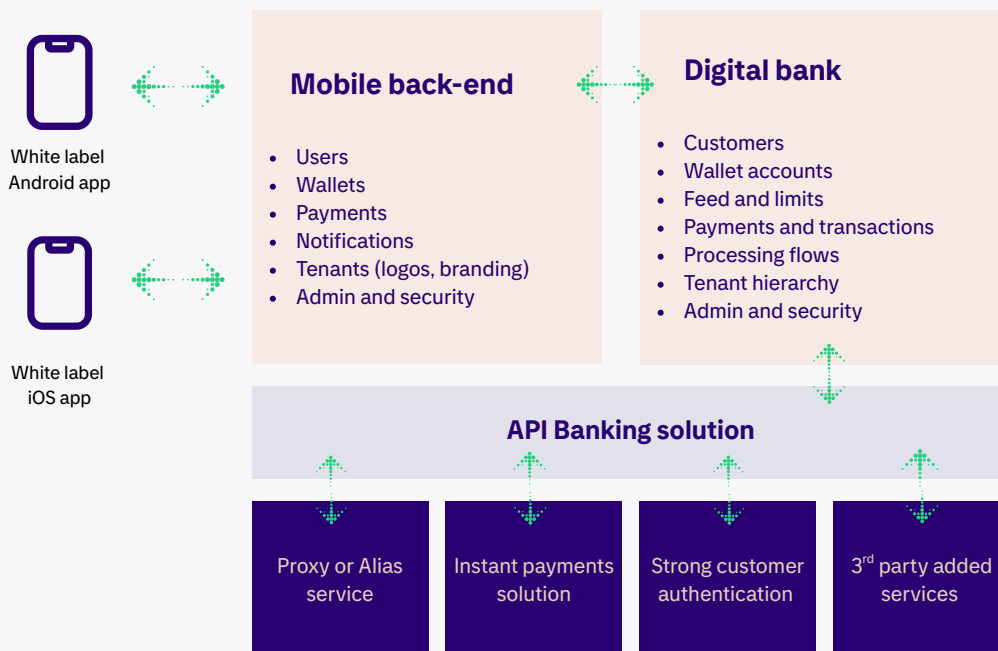 White label
Android app
White label
iOS app
Mobile back-end
• Users
• Wallets
• Payments
• Notifications
• Tenants (logos, branding)
• Admin and security
Digital bank
• Customers
• Wallet accounts
• Feed and limits
• Payments and transactions
• Processing flows
• Tenant hierarchy
• Admin and security
API Banking solution
Proxy or Alias
service
Instant payments
solution
Strong customer
authentication
3rd party added
services